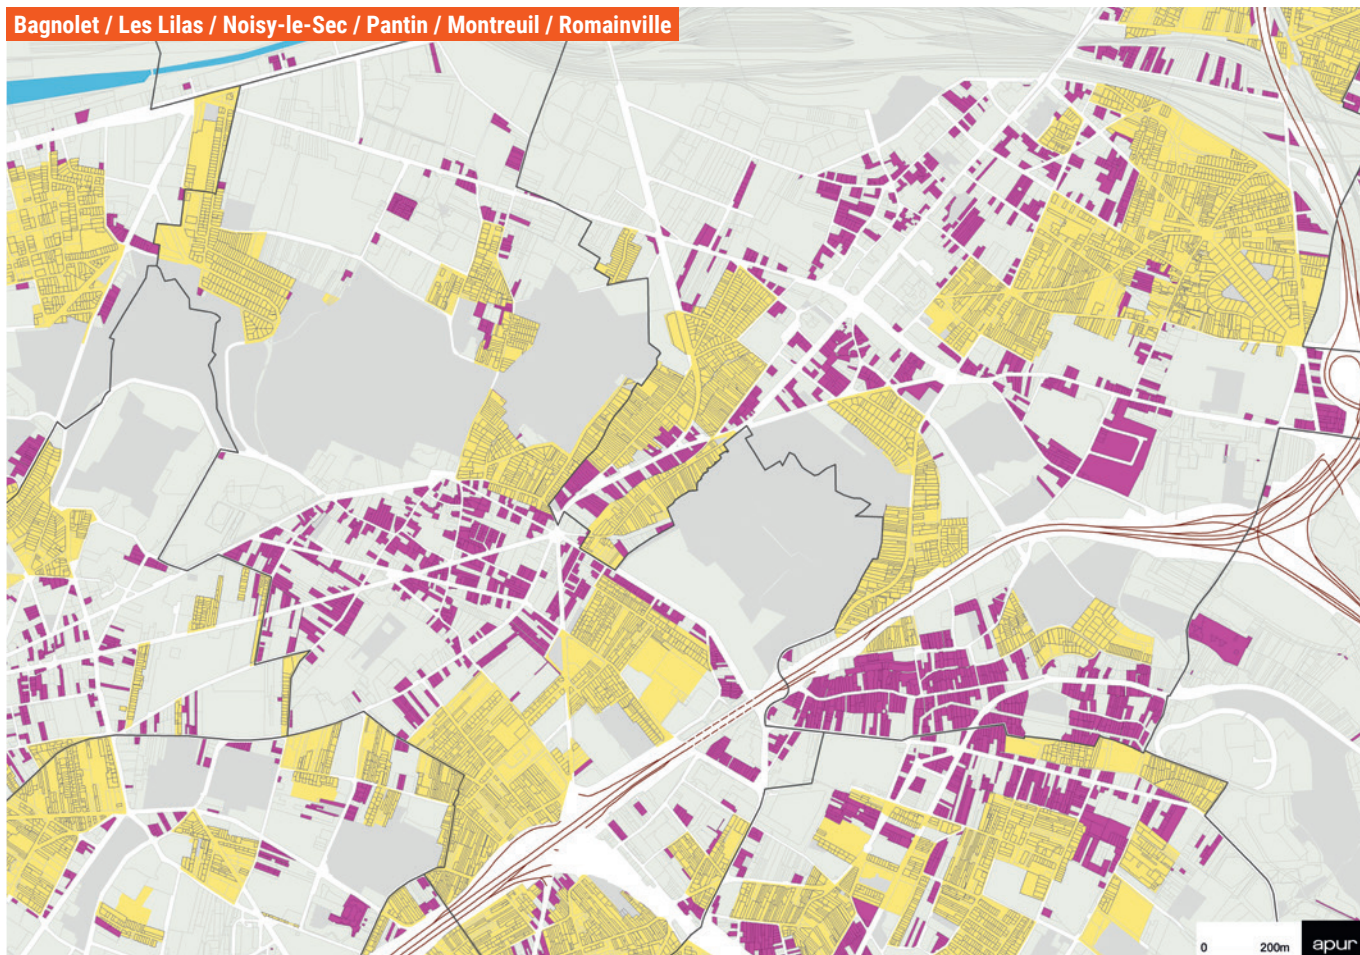 Bagnolet / Les Lilas / Noisy-le-Sec / Pantin / Montreuil / Romainville
0 200m
apur